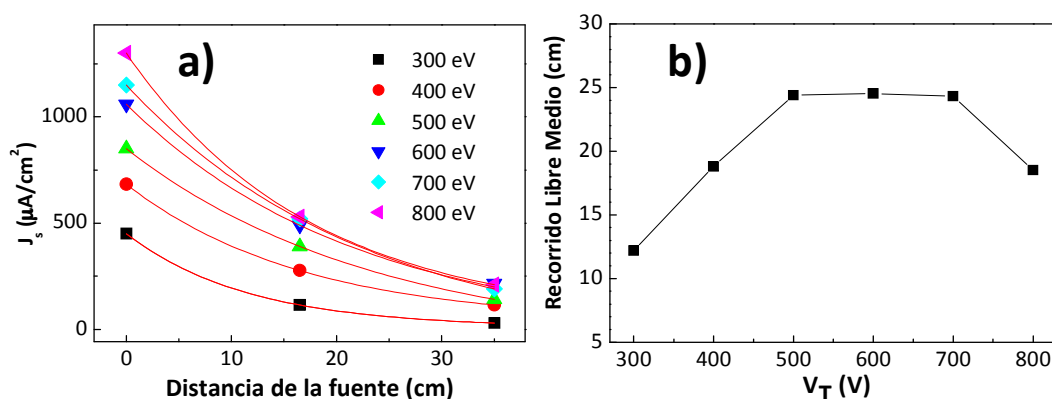 a)
300 eV
400 eV
500 eV
600 eV
700 eV
800 eV
1000
500
0
J_s (µA/cm²)
0 10 20 30
Distancia de la fuente (cm)
b)
30
25
20
15
10
5
Recorrido Libre Medio (cm)
300 400 500 600 700 800
V_T (V)